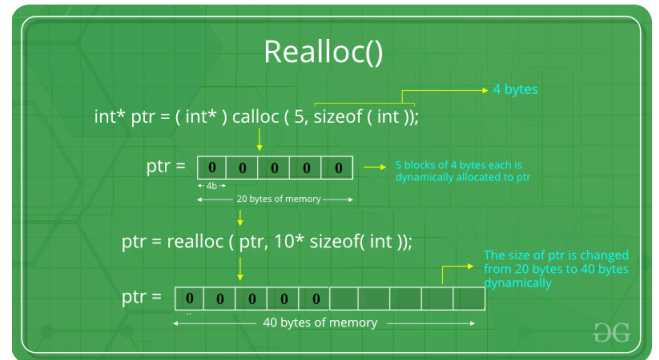 Realloc()
4 bytes
int* ptr = ( int* ) calloc ( 5, sizeof ( int ));
ptr = 0 0 0 0 0
5 blocks of 4 bytes each is
dynamically allocated to ptr
4b
20 bytes of memory
ptr = realloc ( ptr, 10* sizeof( int ));
The size of ptr is changed
from 20 bytes to 40 bytes
dynamically
ptr = 0 0 0 0 0
40 bytes of memory